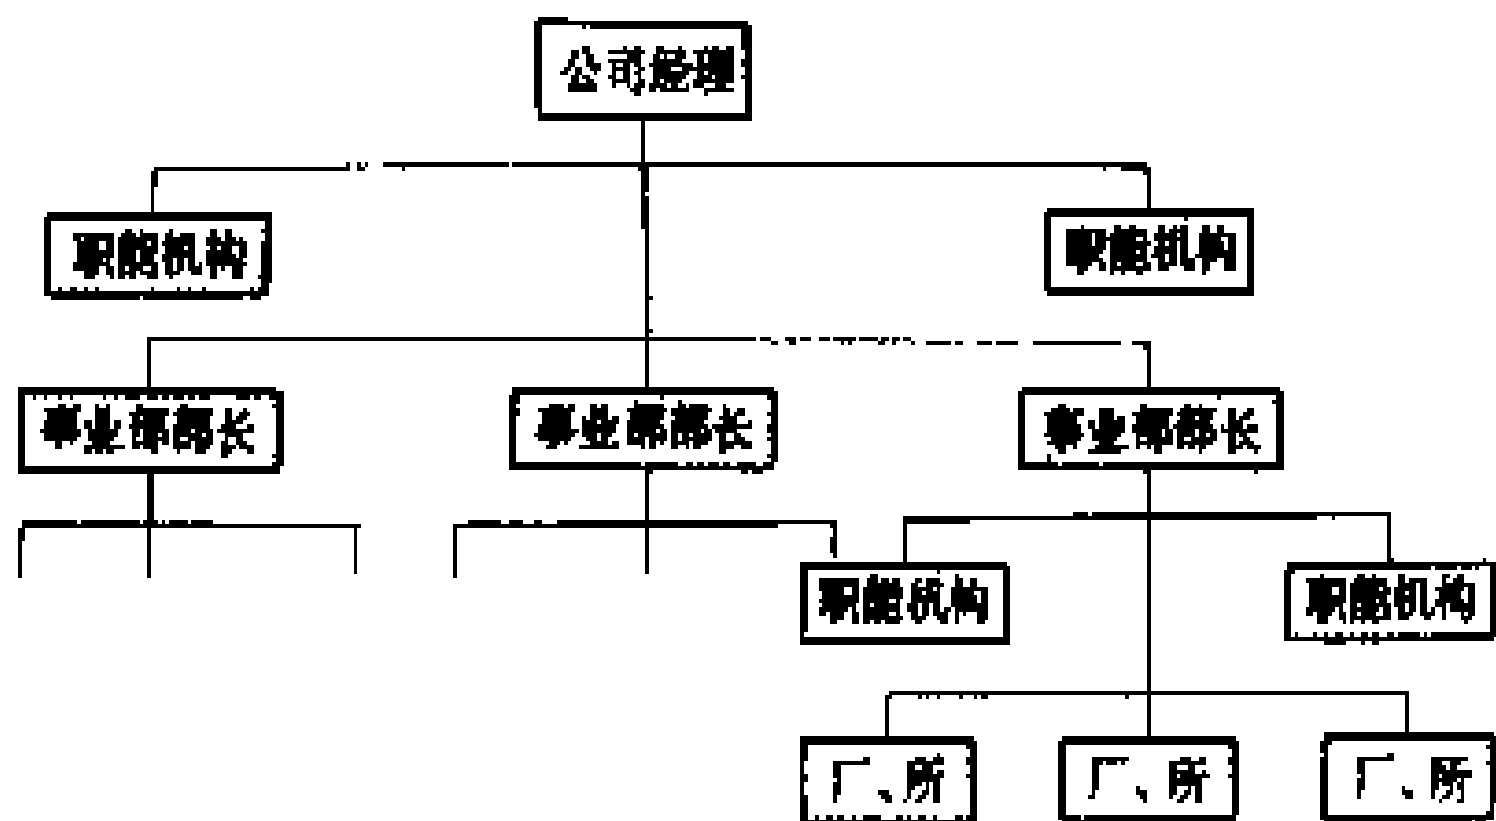 公司经理
职能机构
职能机构
事业部部长
事业部部长
事业部部长
职能机构
职能机构
厂、所
厂、所
厂、所